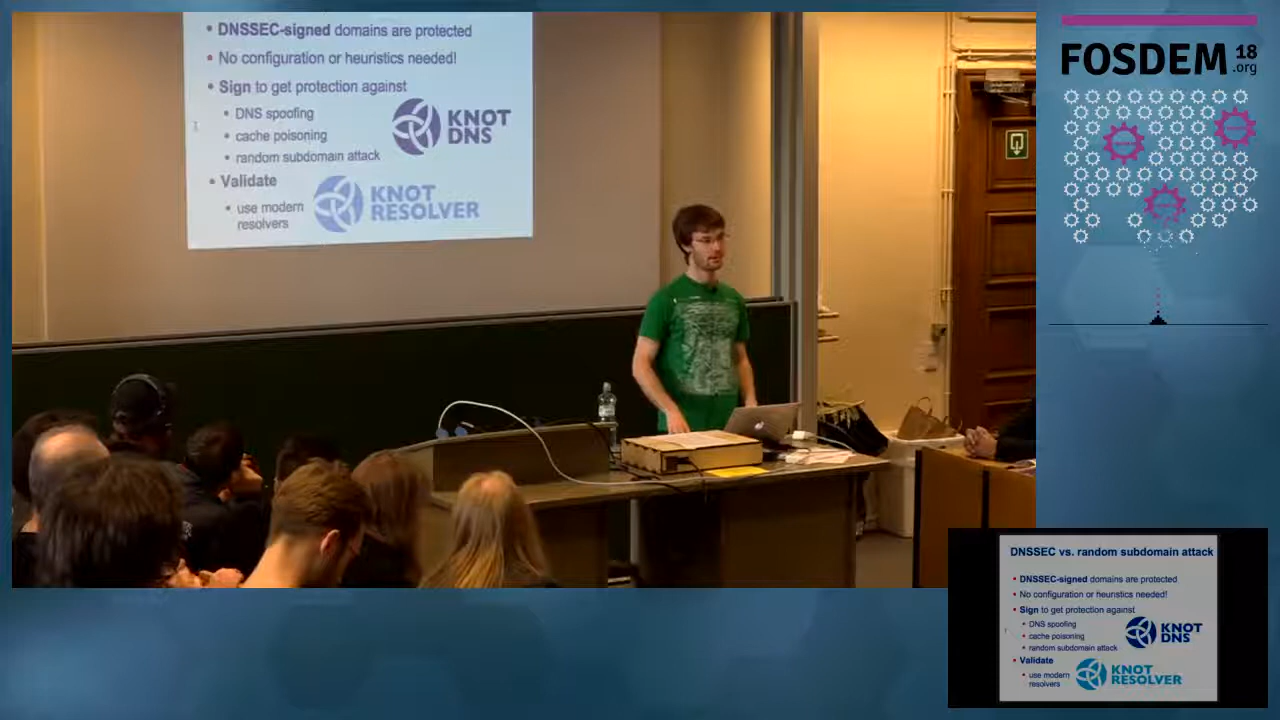 DNSSEC-signed domains are protected
No configuration or heuristics needed!
Sign to get protection against
DNS spoofing
cache poisoning
random subdomain attack
KNOT
DNS
Validate
use modern
resolvers
KNOT
RESOLVER
FOSDEM 18
.org
DNSSEC vs. random subdomain attack
DNSSEC-signed domains are protected
No configuration or heuristics needed!
Sign to get protection against
DNS spoofing
cache poisoning
random subdomain attack
KNOT
DNS
Validate
use modern
resolvers
KNOT
RESOLVER